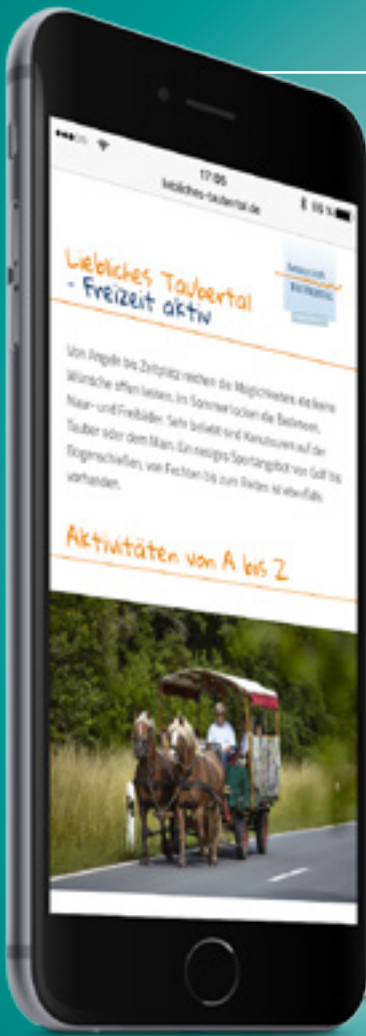 17:05
liebliches-taubertal.de
Liebliches Taubertal
- Freizeit aktiv
Von Angeln bis Zeltplatz reichen die Möglichkeiten, die keine
Wünsche offen lassen. Im Sommer locken die Badeseen,
Natur- und Freibäder. Sehr beliebt sind Kanutouren auf der
Tauber oder dem Main. Ein riesiges Sportangebot von Golf bis
Bogenschießen, von Fechten bis zum Reiten ist ebenfalls
vorhanden.
Aktivitäten von A bis Z